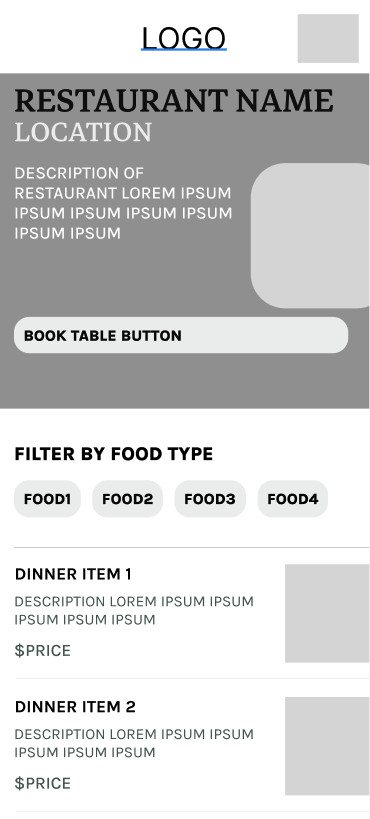 LOGO
RESTAURANT NAME
LOCATION
DESCRIPTION OF
RESTAURANT LOREM IPSUM
IPSUM IPSUM IPSUM IPSUM
IPSUM IPSUM
BOOK TABLE BUTTON
FILTER BY FOOD TYPE
FOOD1 FOOD2 FOOD3 FOOD4
DINNER ITEM 1
DESCRIPTION LOREM IPSUM IPSUM
IPSUM IPSUM IPSUM
$PRICE
DINNER ITEM 2
DESCRIPTION LOREM IPSUM IPSUM
IPSUM IPSUM IPSUM
$PRICE